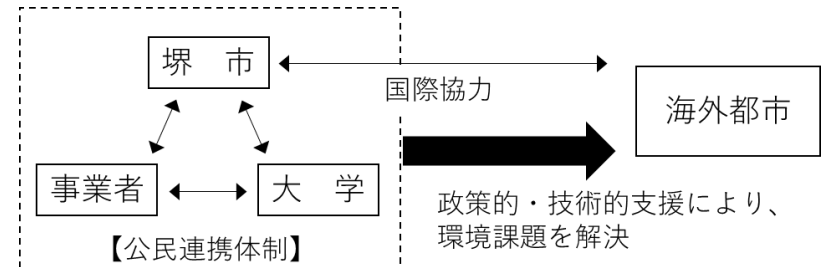 堺　市
国際協力
海外都市
事業者
大　学
政策的・技術的支援により、
環境課題を解決
【公民連携体制】